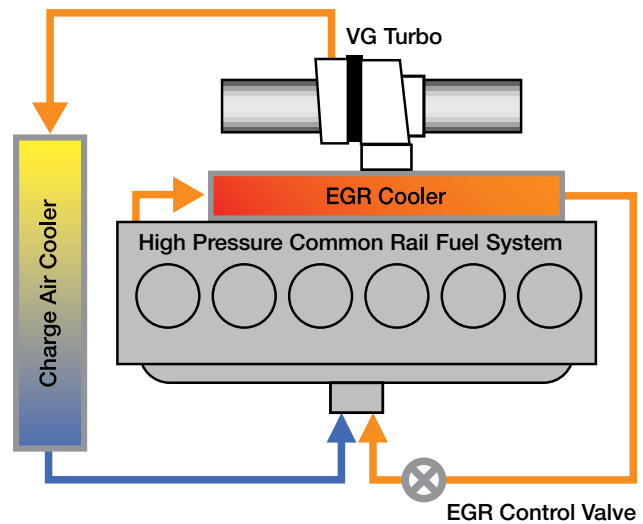 VG Turbo
EGR Cooler
High Pressure Common Rail Fuel System
Charge Air Cooler
EGR Control Valve